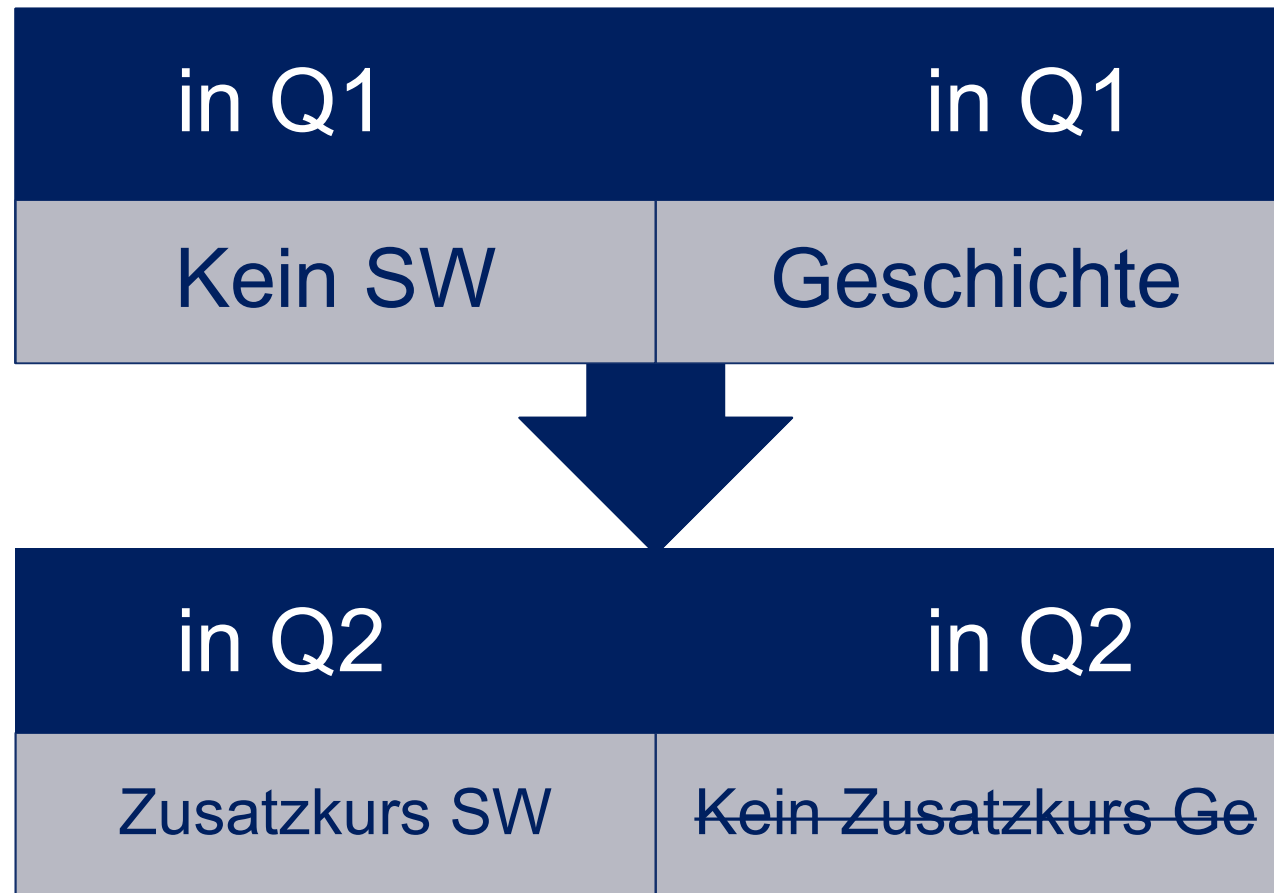 in Q1 in Q1
Kein SW Geschichte
in Q2 in Q2
Zusatzkurs SW Kein Zusatzkurs Ge